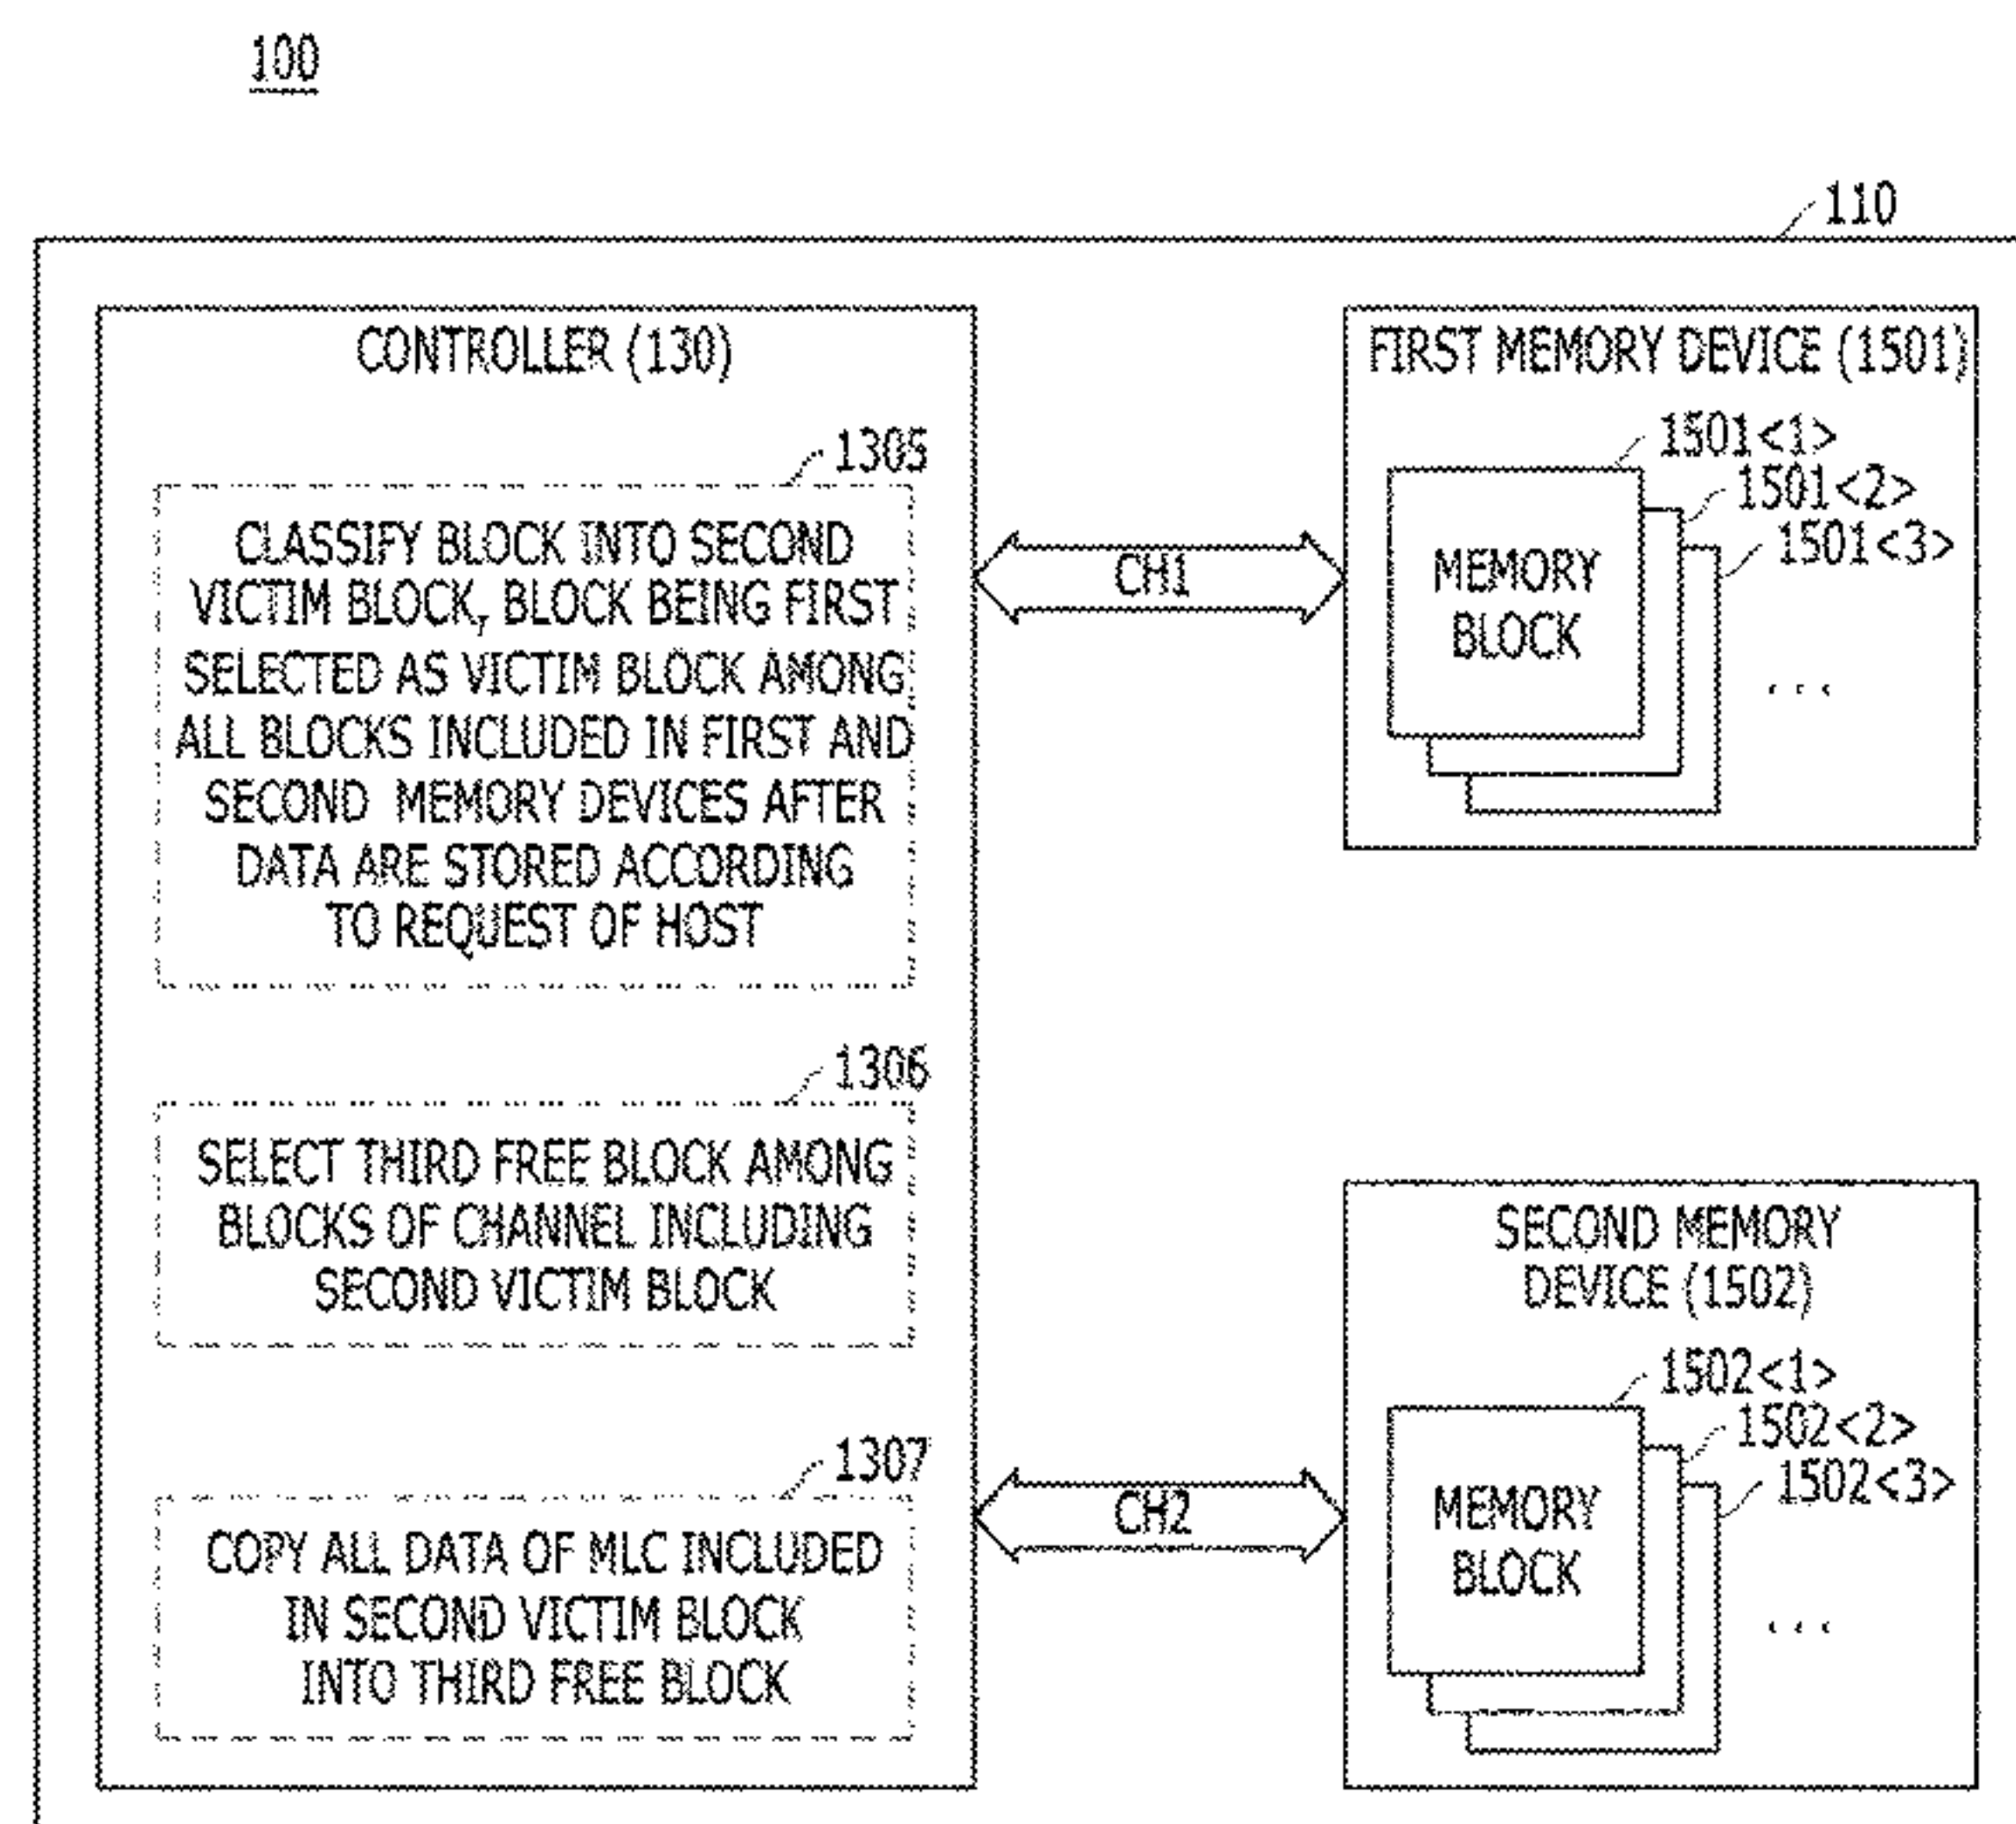 100
110
CONTROLLER (130)
1305
CLASSIFY BLOCK INTO SECOND
VICTIM BLOCK, BLOCK BEING FIRST
SELECTED AS VICTIM BLOCK AMONG
ALL BLOCKS INCLUDED IN FIRST AND
SECOND MEMORY DEVICES AFTER
DATA ARE STORED ACCORDING
TO REQUEST OF HOST
1306
SELECT THIRD FREE BLOCK AMONG
BLOCKS OF CHANNEL INCLUDING
SECOND VICTIM BLOCK
1307
COPY ALL DATA OF MLC INCLUDED
IN SECOND VICTIM BLOCK
INTO THIRD FREE BLOCK
CH1
CH2
FIRST MEMORY DEVICE (1501)
1501<1>
1501<2>
1501<3>
MEMORY
BLOCK
...
SECOND MEMORY
DEVICE (1502)
1502<1>
1502<2>
1502<3>
MEMORY
BLOCK
...